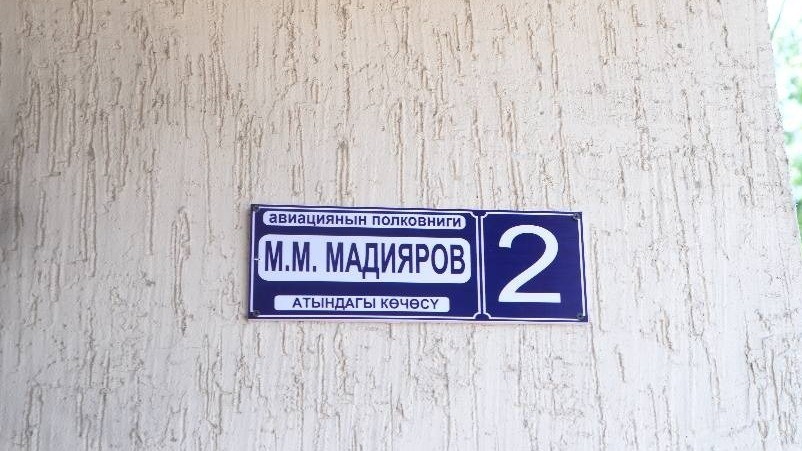 авиациянын полковниги
М.М. МАДИЯРОВ
АТЫНДАГЫ КӨЧӨСҮ
2